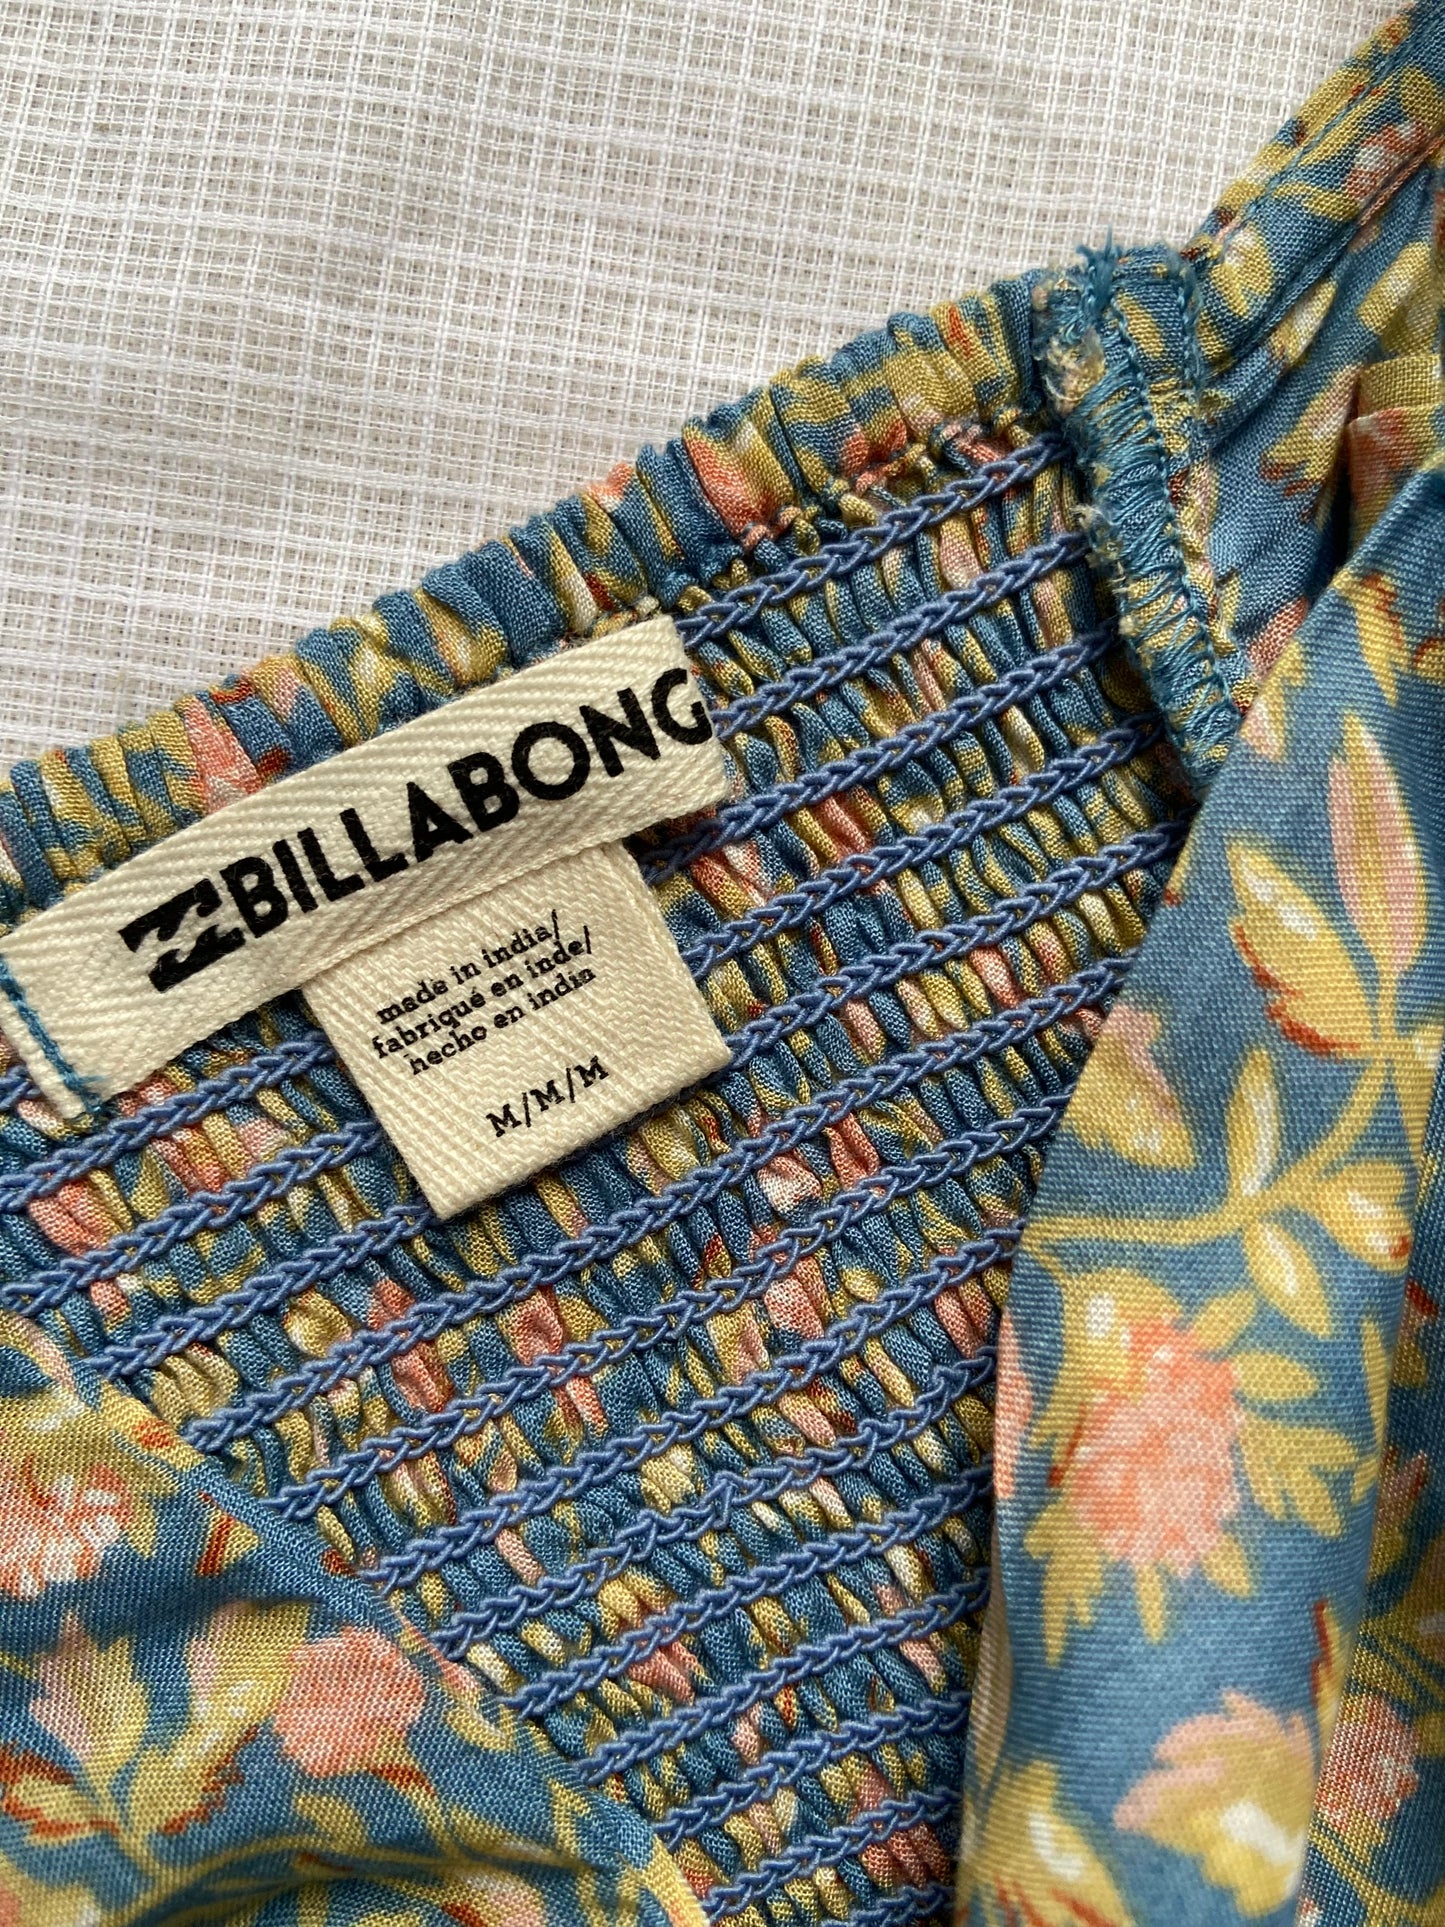 BILLABONG
made in india/
fabriqué en inde/
hecho en india
M/M/M